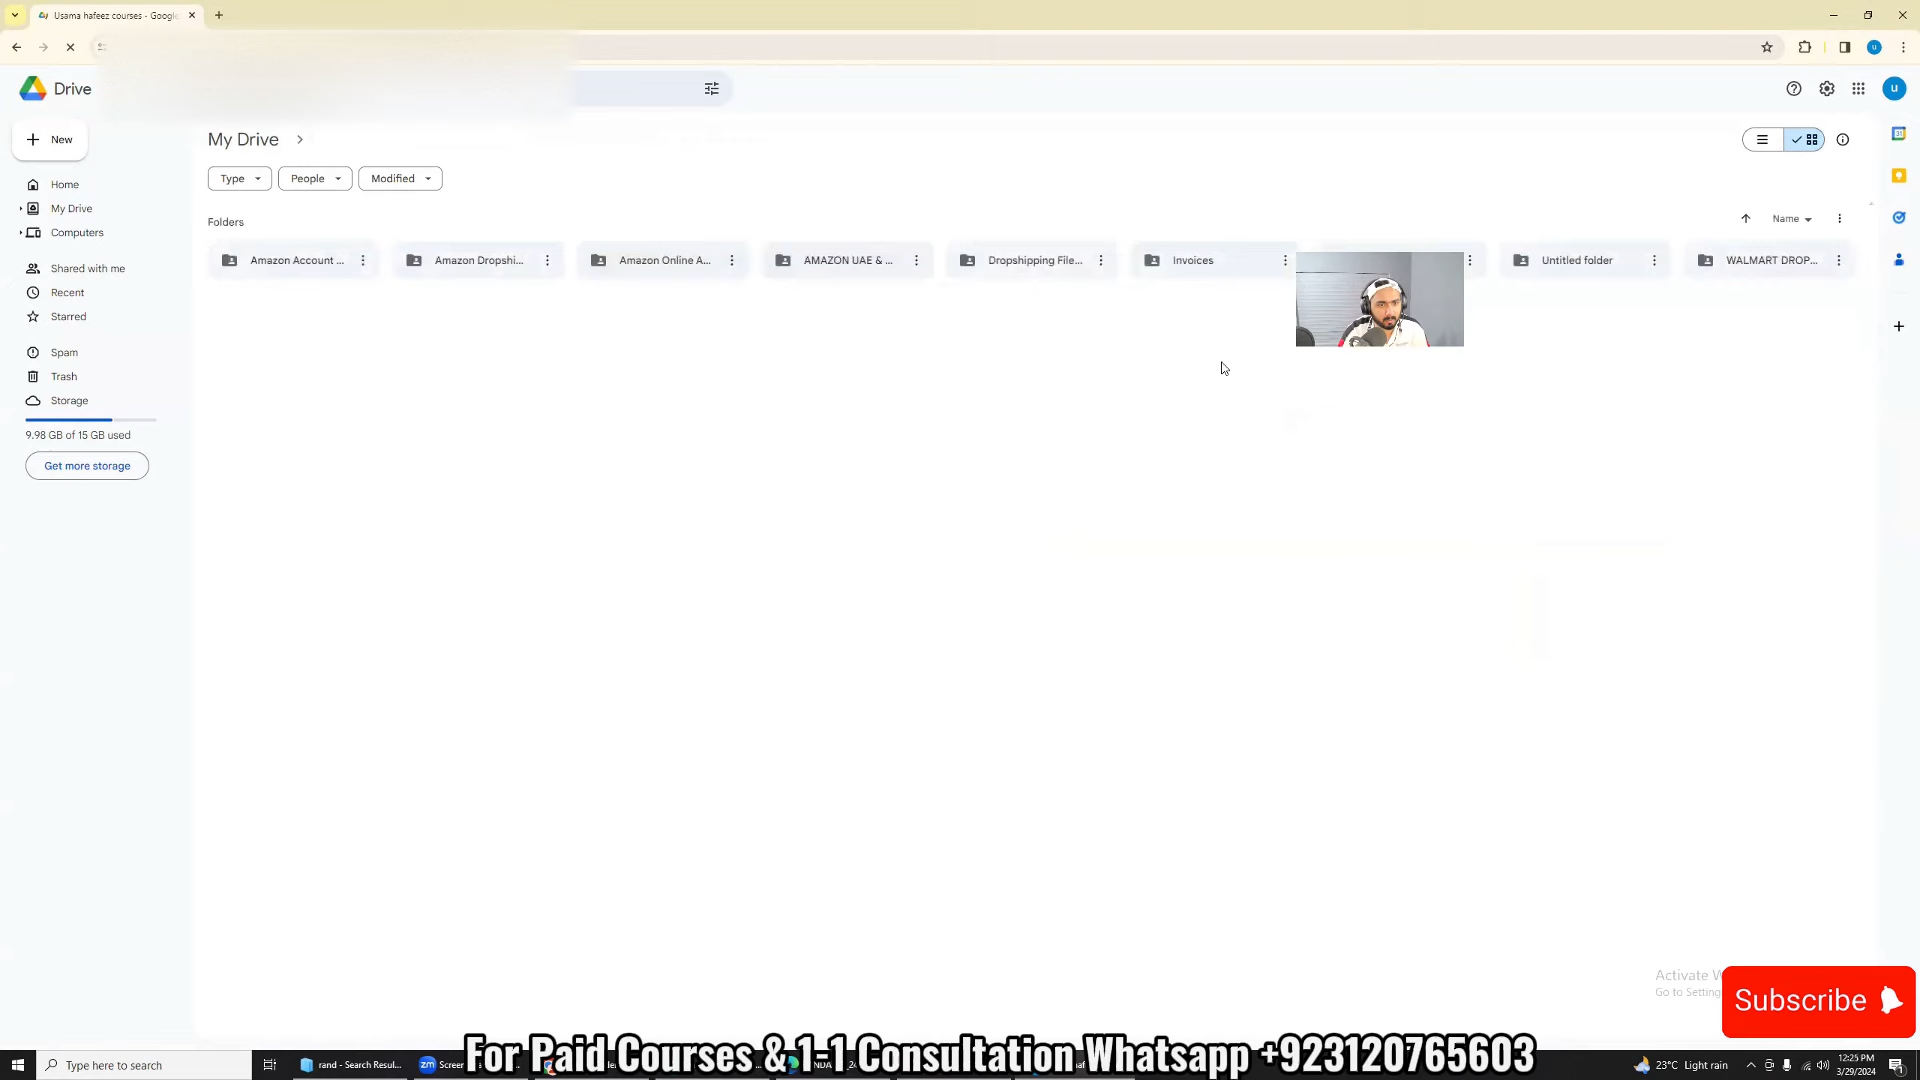 Usama hafeez courses - Google
Drive
u
New
My Drive
Type
People
Modified
Home
My Drive
Computers
Shared with me
Recent
Starred
Spam
Trash
Storage
9.98 GB of 15 GB used
Get more storage
Folders
Name
Amazon Account ...
Amazon Dropshi...
Amazon Online A...
AMAZON UAE & ...
Dropshipping File...
Invoices
Untitled folder
WALMART DROP...
Activate W
Go to Setting
Subscribe
For Paid Courses & 1-1 Consultation Whatsapp +923120765603
Type here to search
rand - Search Resul...
zm
Scree
23°C Light rain
12:25 PM
3/29/2024